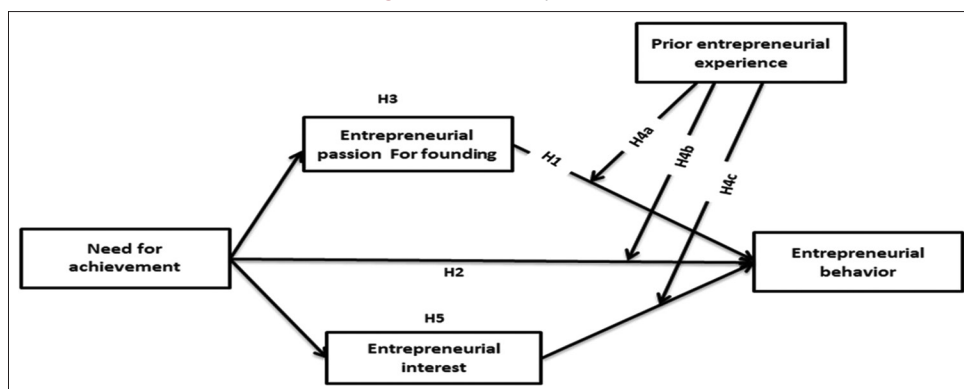 Prior entrepreneurial
experience
H3
Entrepreneurial
passion For founding
H1
H4a
H4b
H4c
Need for
achievement
H2
Entrepreneurial
behavior
H5
Entrepreneurial
interest